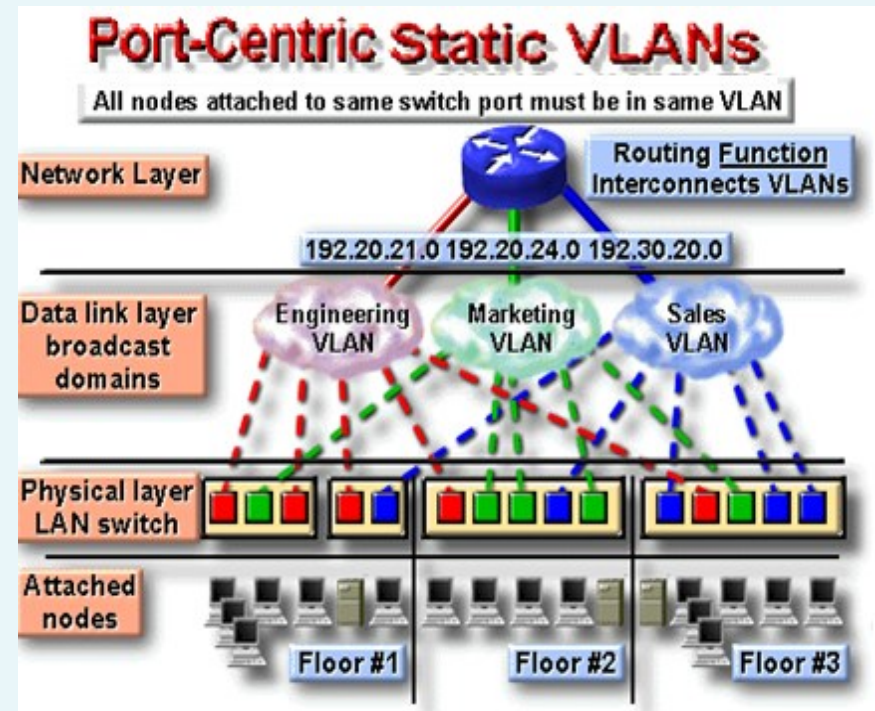 Port-Centric Static VLANs
All nodes attached to same switch port must be in same VLAN
Network Layer
Routing Function
Interconnects VLANs
192.20.21.0 192.20.24.0 192.30.20.0
Data link layer
broadcast
domains
Engineering
VLAN
Marketing
VLAN
Sales
VLAN
Physical layer
LAN switch
Attached
nodes
Floor #1
Floor #2
Floor #3